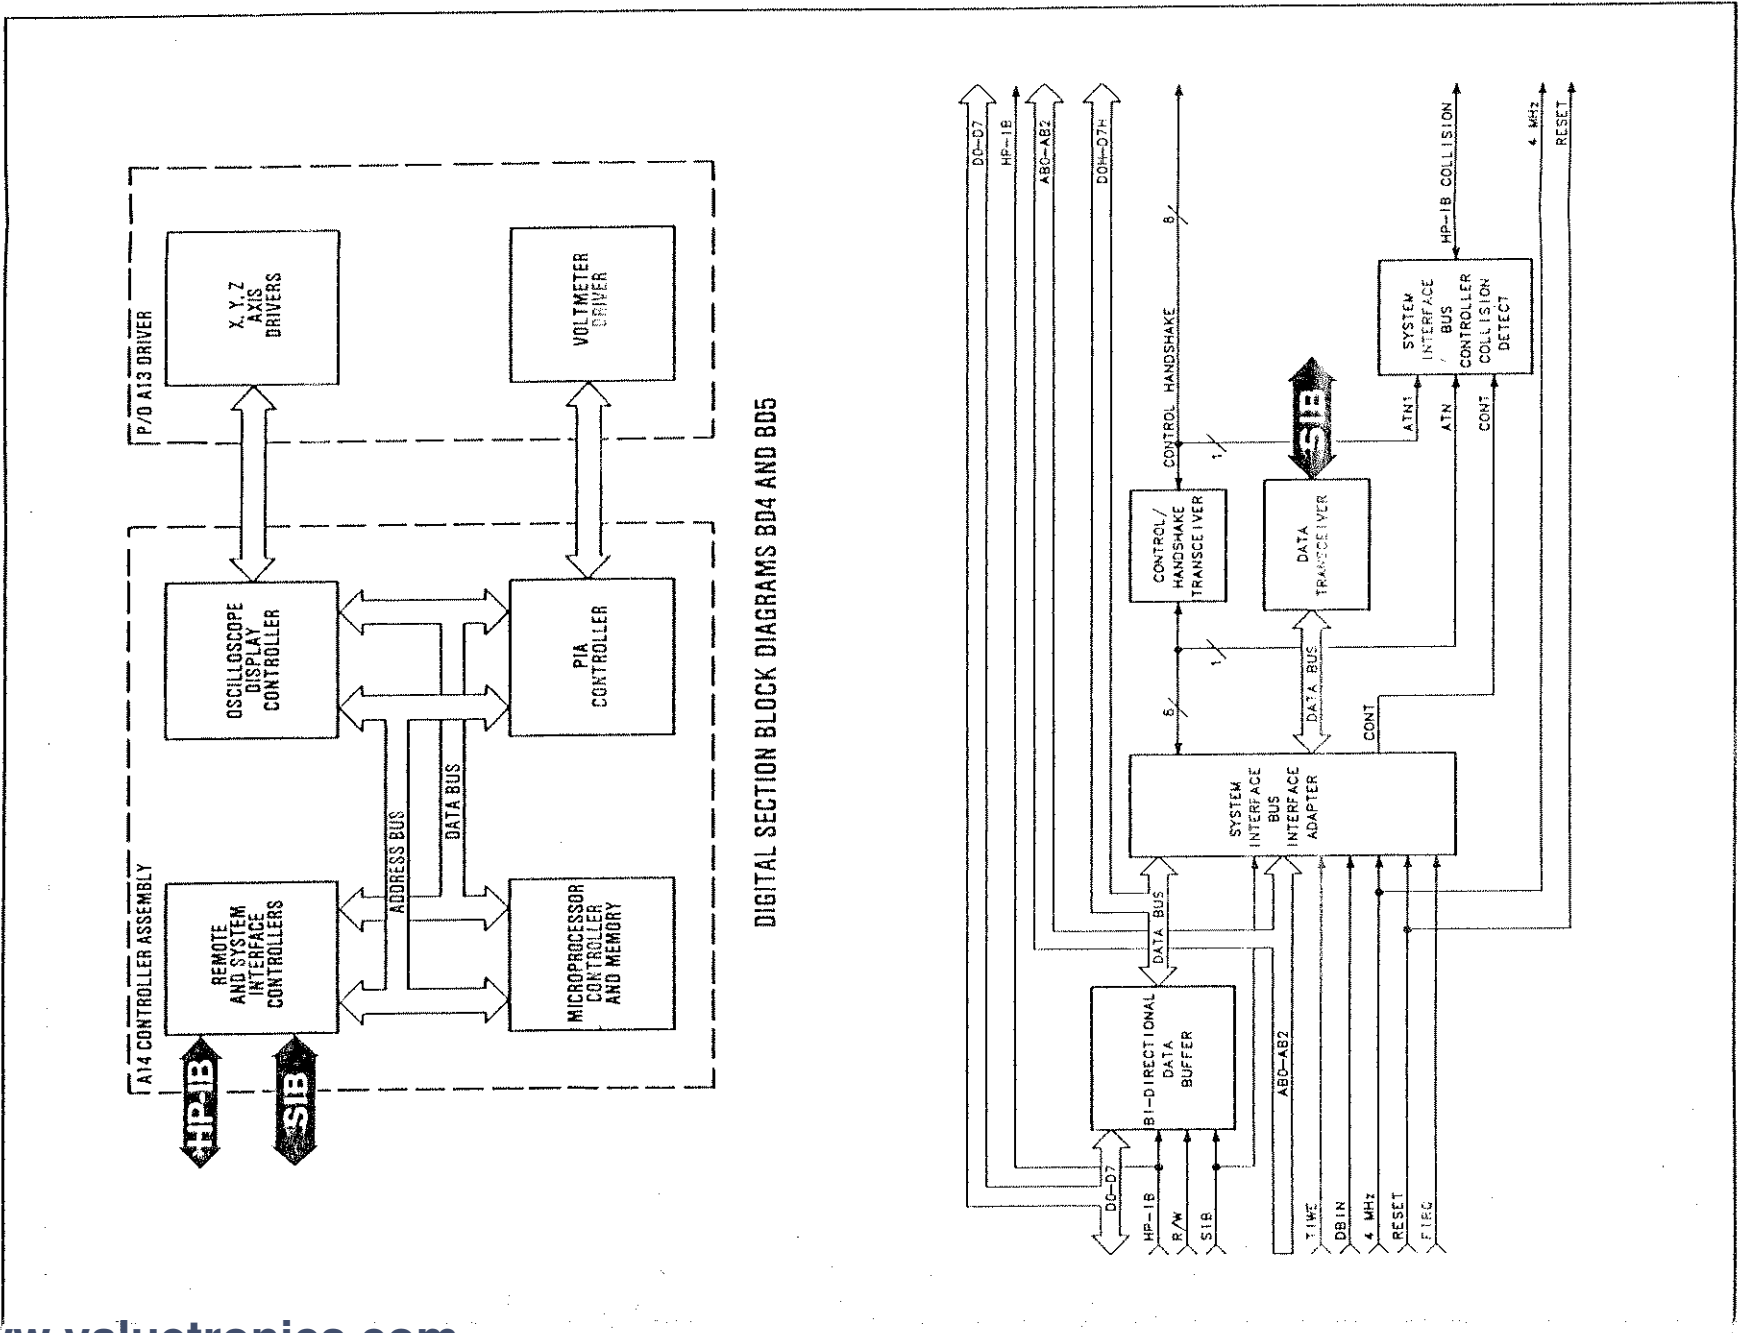 P/O A13 DRIVER
X, Y, Z
AXIS
DRIVERS
VOLTMETER
DRIVER
A14 CONTROLLER ASSEMBLY
OSCILLOSCOPE
DISPLAY
CONTROLLER
PIA
CONTROLLER
ADDRESS BUS
DATA BUS
REMOTE
AND SYSTEM
INTERFACE
CONTROLLERS
MICROPROCESSOR
CONTROLLER
AND MEMORY
HP-IB
SIB
DIGITAL SECTION BLOCK DIAGRAMS BD4 AND BD5
D0-D7
HP-IB
AB0-AB2
D0H-D7H
8
CONTROL HANDSHAKE
HP-IB COLLISION
4 MHz
RESET
SYSTEM
INTERFACE
/ BUS
CONTROLLER
COLLISION
DETECT
ATN1
ATN
CONT
1
SIB
CONTROL/
HANDSHAKE
TRANSCEIVER
DATA
TRANSCEIVER
1
DATA BUS
CONT
SYSTEM
INTERFACE
BUS
INTERFACE
ADAPTER
DATA BUS
BI-DIRECTIONAL
DATA
BUFFER
AB0-AB2
D0-D7
HP-IB
R/W
SIB
DBIN
4 MHz
RESET
www.valuetronics.com